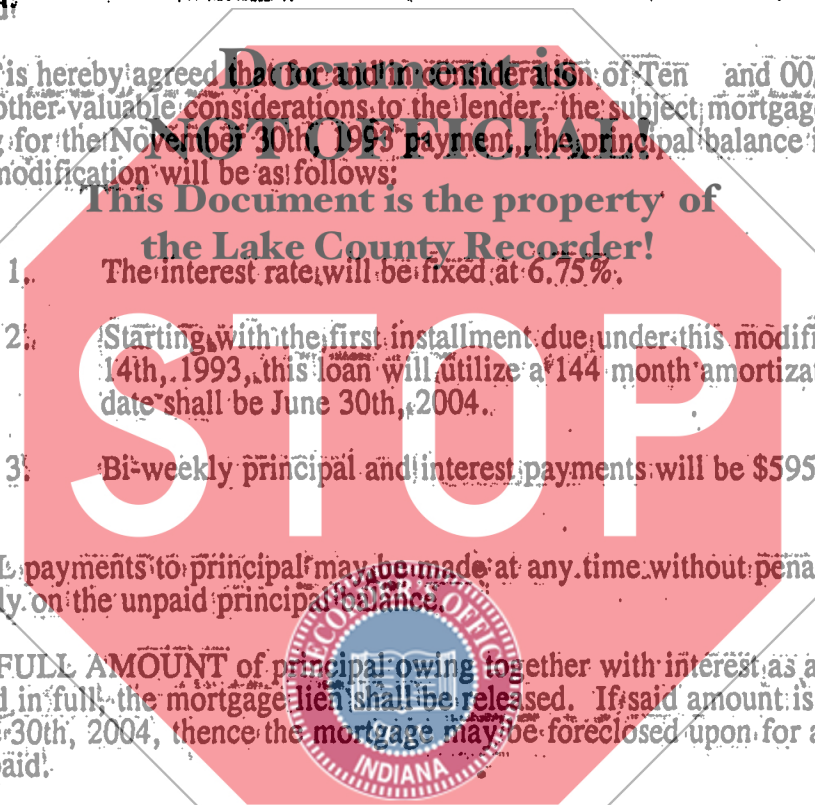 is hereby agreed that for and in consideration of Ten and 00/
other valuable considerations to the lender, the subject mortgage
for the November 30th, 1993 payment, the principal balance
modification will be as follows:
Document is
NOT OFFICIAL!
This Document is the property of
the Lake County Recorder!
1. The interest rate will be fixed at 6.75%.
2. Starting with the first installment due under this modifi
14th, 1993, this loan will utilize a 144 month amortiza
date shall be June 30th, 2004.
3. Bi-weekly principal and interest payments will be $595
STOP
L payments to principal may be made at any time without pena
ly on the unpaid principal balance.
FULL AMOUNT of principal owing together with interest as a
d in full, the mortgage lien shall be released. If said amount is
30th, 2004, thence the mortgage may be foreclosed upon for a
paid.
RECORDER'S OFFICE
INDIANA